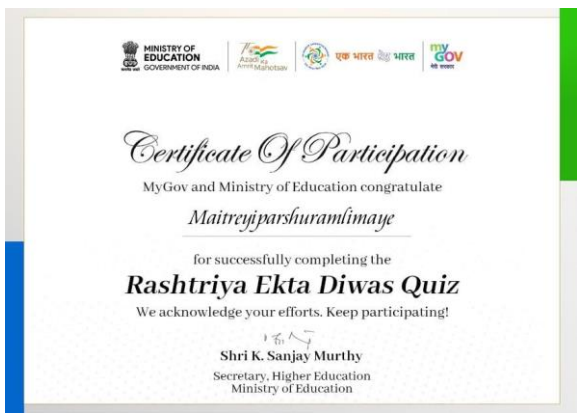 MINISTRY OF
EDUCATION
GOVERNMENT OF INDIA
Azadi Ka
Amrit Mahotsav
एक भारत श्रेष्ठ भारत
my
GOV
मेरी सरकार
Certificate Of Participation
MyGov and Ministry of Education congratulate
Maitreyiparshuramlimaye
for successfully completing the
Rashtriya Ekta Diwas Quiz
We acknowledge your efforts. Keep participating!
Shri K. Sanjay Murthy
Secretary, Higher Education
Ministry of Education